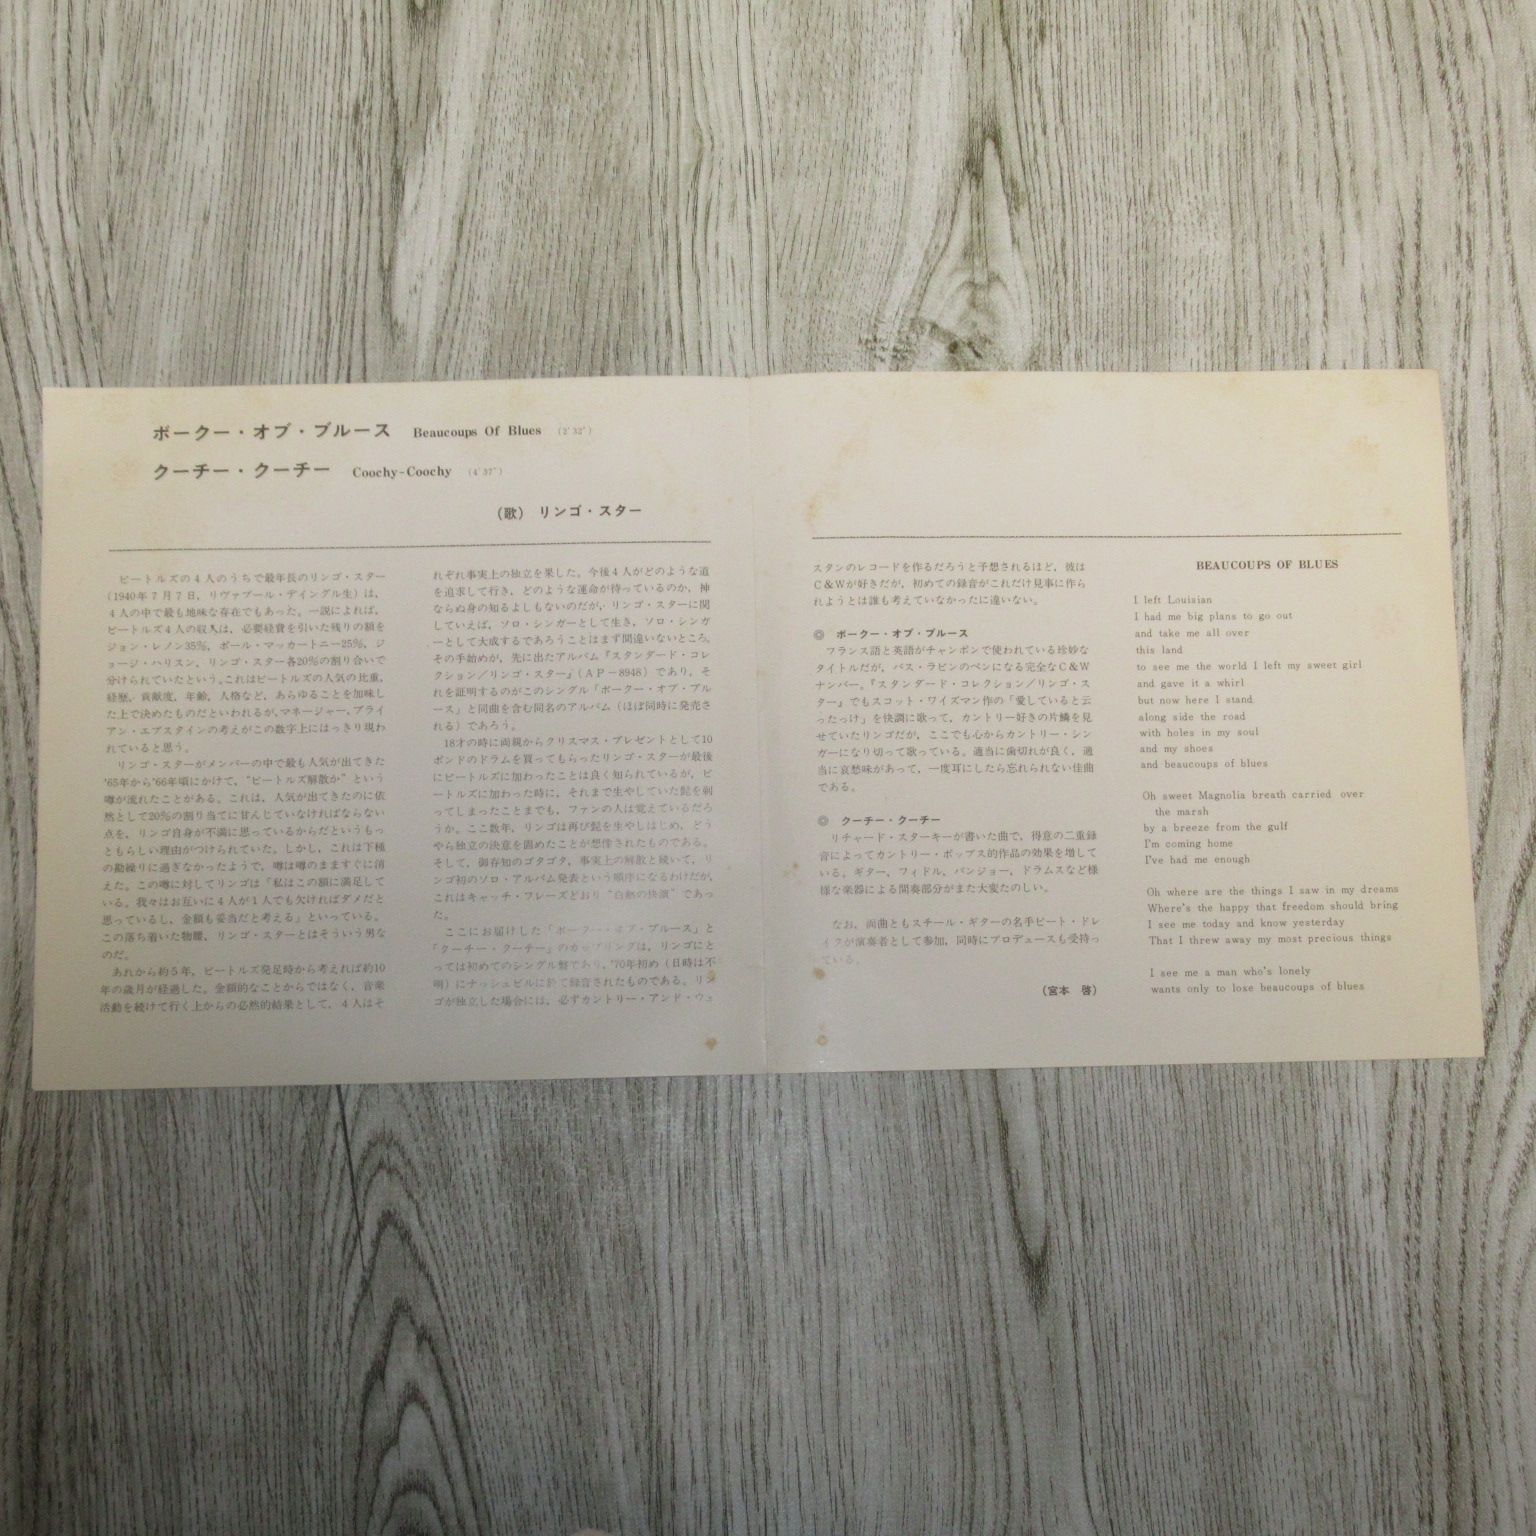 ボークー・オブ・ブルース Beaucoups Of Blues (2'32")
クーチー・クーチー Coochy-Coochy (4'37")
(歌) リンゴ・スター
ビートルズの4人のうちで最年長のリンゴ・スター
(1940年7月7日，リヴァプール・デイングル生)は，
4人の中で最も地味な存在でもあった。一説によれば，
ビートルズ4人の収入は，必要経費を引いた残りの額を
ジョン・レノン35%，ポール・マッカートニー25%，ジ
ョージ・ハリスン，リンゴ・スター各20%の割り合いで
分けられていたという。これはビートルズの人気の比重，
経歴，貢献度，年齢，人格など，あらゆることを加味し
た上で決めたものだといわれるが，マネージャー，ブライ
アン・エプスタインの考えがこの数字上にはっきり現わ
れていると思う。
リンゴ・スターがメンバーの中で最も人気が出てきた
'65年から'66年頃にかけて，“ビートルズ解散か”という
噂が流れたことがある。これは，人気が出てきたのに依
然として20%の割り当てに甘んじていなければならない
点を，リンゴ自身が不満に思っているからだというもっ
ともらしい理由がつけられていた。しかし，これは下種
の勘繰りに過ぎなかったようで，噂は噂のまますぐに消
えた。この噂に対してリンゴは「私はこの額に満足して
いる。我々はお互いに4人が1人でも欠ければダメだと
思っているし，金額も妥当だと考える」といっている。
この落ち着いた物腰，リンゴ・スターとはそういう男な
のだ。
あれから約5年，ビートルズ発足時から考えれば約10
年の歳月が経過した。金銭的なことからではなく，音楽
活動を続けて行く上からの必然的結果として，4人はそ
れぞれ事実上の独立を果した。今後4人がどのような道
を追求して行き，どのような運命が待っているのか，神
ならぬ身の知るよしもないのだが，リンゴ・スターに関
していえば，ソロ・シンガーとして生き，ソロ・シンガ
ーとして大成するであろうことはまず間違いないところ。
その手始めが，先に出たアルバム『スタンダード・コレ
クション／リンゴ・スター』(AP-8948)であり，そ
れを証明するのがこのシングル「ボークー・オブ・ブル
ース」と同曲を含む同名のアルバム(ほぼ同時に発売さ
れる)であろう。
18才の時に両親からクリスマス・プレゼントとして10
ポンドのドラムを買ってもらったリンゴ・スターが最後
にビートルズに加わったことは良く知られているが，ビ
ートルズに加わった時に，それまで生やしていた髭を剃
ってしまったことまでも，ファンの人は覚えているだろ
うか。ここ数年，リンゴは再び髭を生やしはじめ，どう
やら独立の決意を固めたことが想像されたものである。
そして，御存知のゴタゴタ，事実上の解散と続いて，リ
ンゴ初のソロ・アルバム発表という順序になるわけだが，
これはキャッチ・フレーズどおり“白熱の快演”であっ
た。
ここにお届けした「ボークー・オブ・ブルース」と
「クーチー・クーチー」のカップリングは，リンゴにと
っては初めてのシングル盤であり，'70年初め(日時は不
明)にナッシュビルに於て録音されたものである。リン
ゴが独立した場合には，必ずカントリー・アンド・ウェ
スタンのレコードを作るだろうと予想されるほど，彼は
C&Wが好きだが，初めての録音がこれだけ見事に作ら
れようとは誰も考えていなかったに違いない。
◎ ボークー・オブ・ブルース
フランス語と英語がチャンポンで使われている珍妙な
タイトルだが，バス・ラビンのペンになる完全なC&W
ナンバー。『スタンダード・コレクション／リンゴ・ス
ター』でもスコット・ワイズマン作の「愛していると云
ったっけ」を快調に歌って，カントリー好きの片鱗を見
せていたリンゴだが，ここでも心からカントリー・シン
ガーになり切って歌っている。適当に歯切れが良く，適
当に哀愁味があって，一度耳にしたら忘れられない佳曲
である。
◎ クーチー・クーチー
リチャード・スターキーが書いた曲で，得意の二重録
音によってカントリー・ポップス的作品の効果を増して
いる。ギター，フィドル，バンジョー，ドラムスなど様
様な楽器による間奏部分がまた大変たのしい。
なお，両曲ともスチール・ギターの名手ピート・ドレ
イクが演奏者として参加，同時にプロデュースも受持っ
ている。
(宮本 啓)
BEAUCOUPS OF BLUES
I left Louisian
I had me big plans to go out
and take me all over
this land
to see me the world I left my sweet girl
and gave it a whirl
but now here I stand
along side the road
with holes in my soul
and my shoes
and beaucoups of blues
Oh sweet Magnolia breath carried over
the marsh
by a breeze from the gulf
I'm coming home
I've had me enough
Oh where are the things I saw in my dreams
Where's the happy that freedom should bring
I see me today and know yesterday
That I threw away my most precious things
I see me a man who's lonely
wants only to lose beaucoups of blues